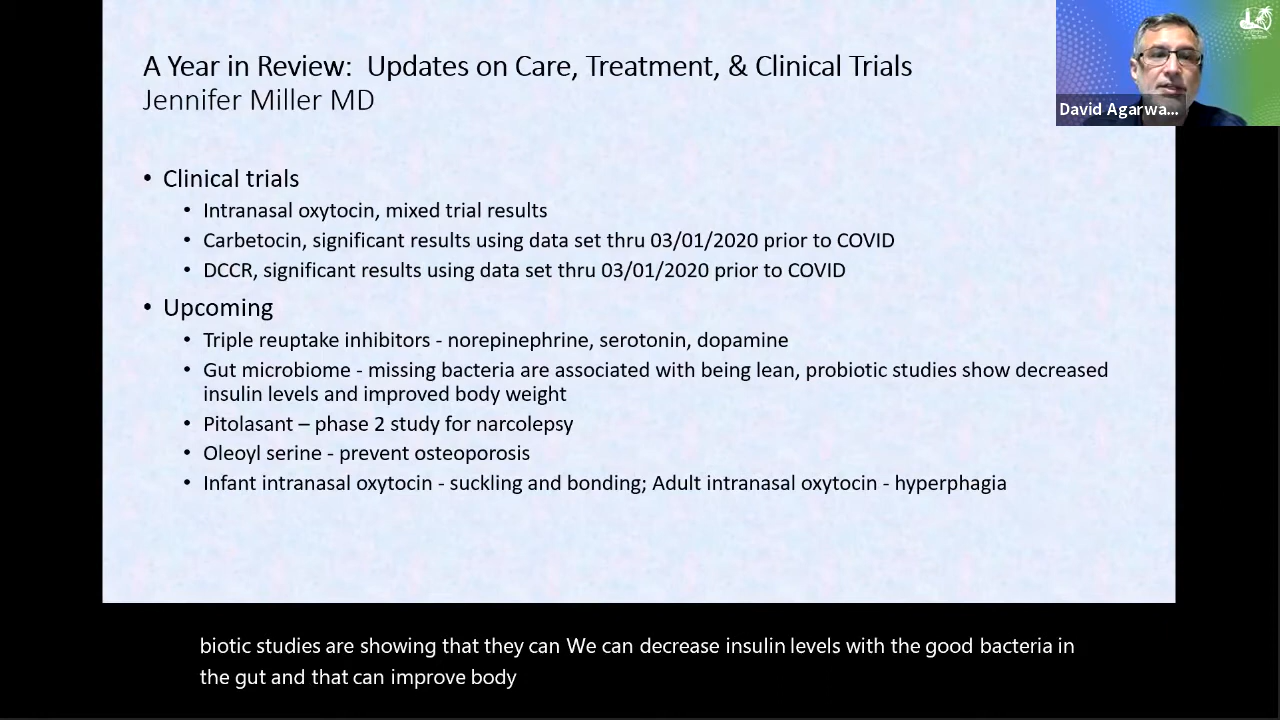 A Year in Review: Updates on Care, Treatment, & Clinical Trials
Jennifer Miller MD
David Agarwa...
• Clinical trials
• Intranasal oxytocin, mixed trial results
• Carbetocin, significant results using data set thru 03/01/2020 prior to COVID
• DCCR, significant results using data set thru 03/01/2020 prior to COVID
• Upcoming
• Triple reuptake inhibitors - norepinephrine, serotonin, dopamine
• Gut microbiome - missing bacteria are associated with being lean, probiotic studies show decreased
insulin levels and improved body weight
• Pitolasant – phase 2 study for narcolepsy
• Oleoyl serine - prevent osteoporosis
• Infant intranasal oxytocin - suckling and bonding; Adult intranasal oxytocin - hyperphagia
biotic studies are showing that they can We can decrease insulin levels with the good bacteria in
the gut and that can improve body